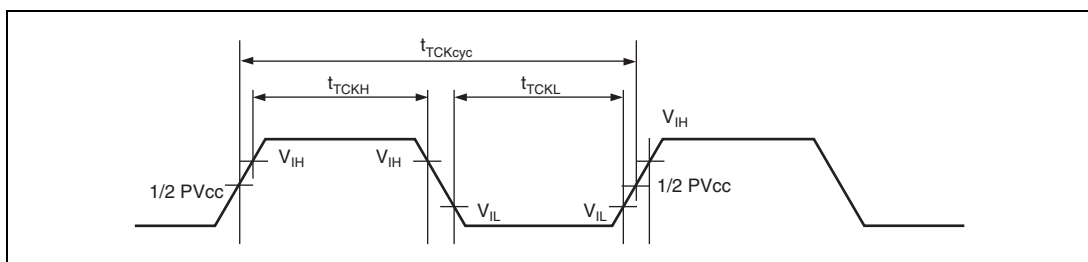 tTCKcyc
tTCKH
tTCKL
VIH
VIH
VIH
1/2 PVcc
1/2 PVcc
VIL
VIL